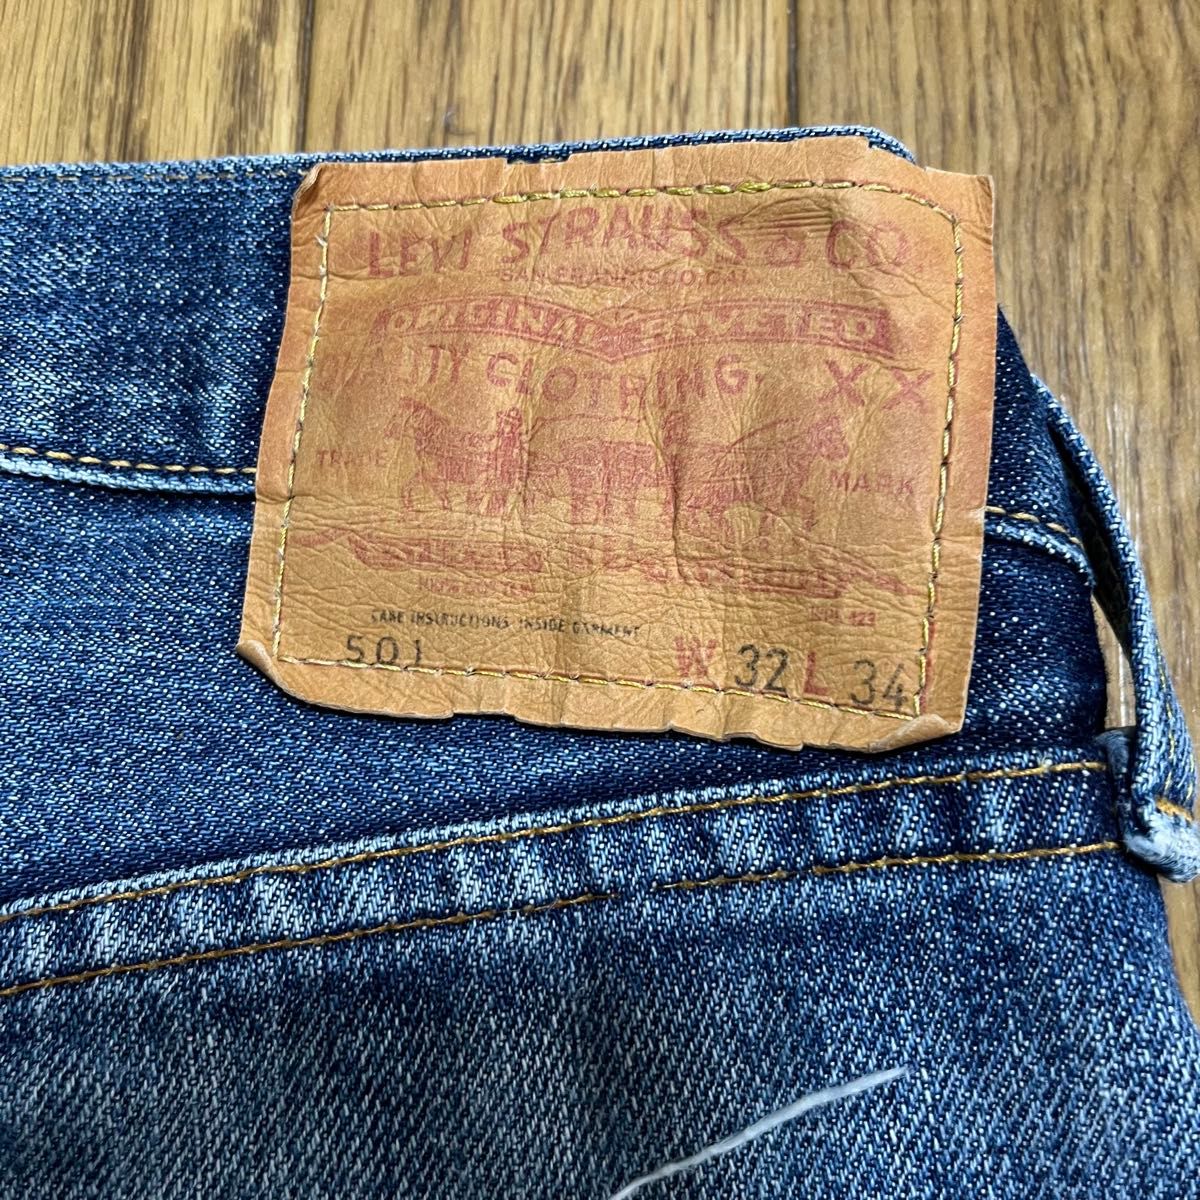 LEVI STRAUSS & CO.
SAN FRANCISCO, CAL.
ORIGINAL RIVETED
QUALITY CLOTHING XX
TRADE MARK
CARE INSTRUCTIONS INSIDE GARMENT
501 W 32 L 34